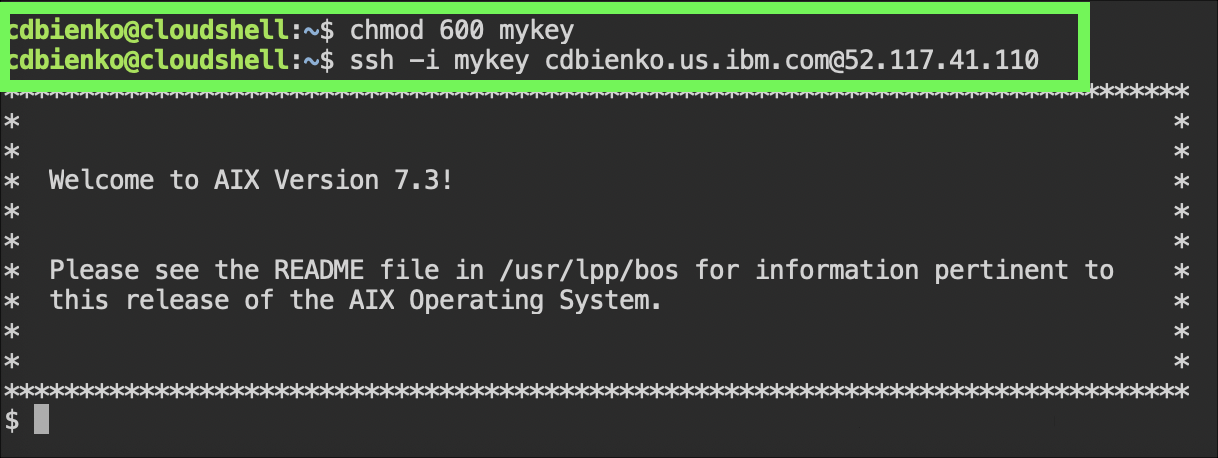 cdbienko@cloudshell:~$ chmod 600 mykey
cdbienko@cloudshell:~$ ssh -i mykey cdbienko.us.ibm.com@52.117.41.110
*******************************************************************************
*                                                                             *
*                                                                             *
*  Welcome to AIX Version 7.3!                                                *
*                                                                             *
*                                                                             *
*  Please see the README file in /usr/lpp/bos for information pertinent to    *
*  this release of the AIX Operating System.                                  *
*                                                                             *
*                                                                             *
*******************************************************************************
$